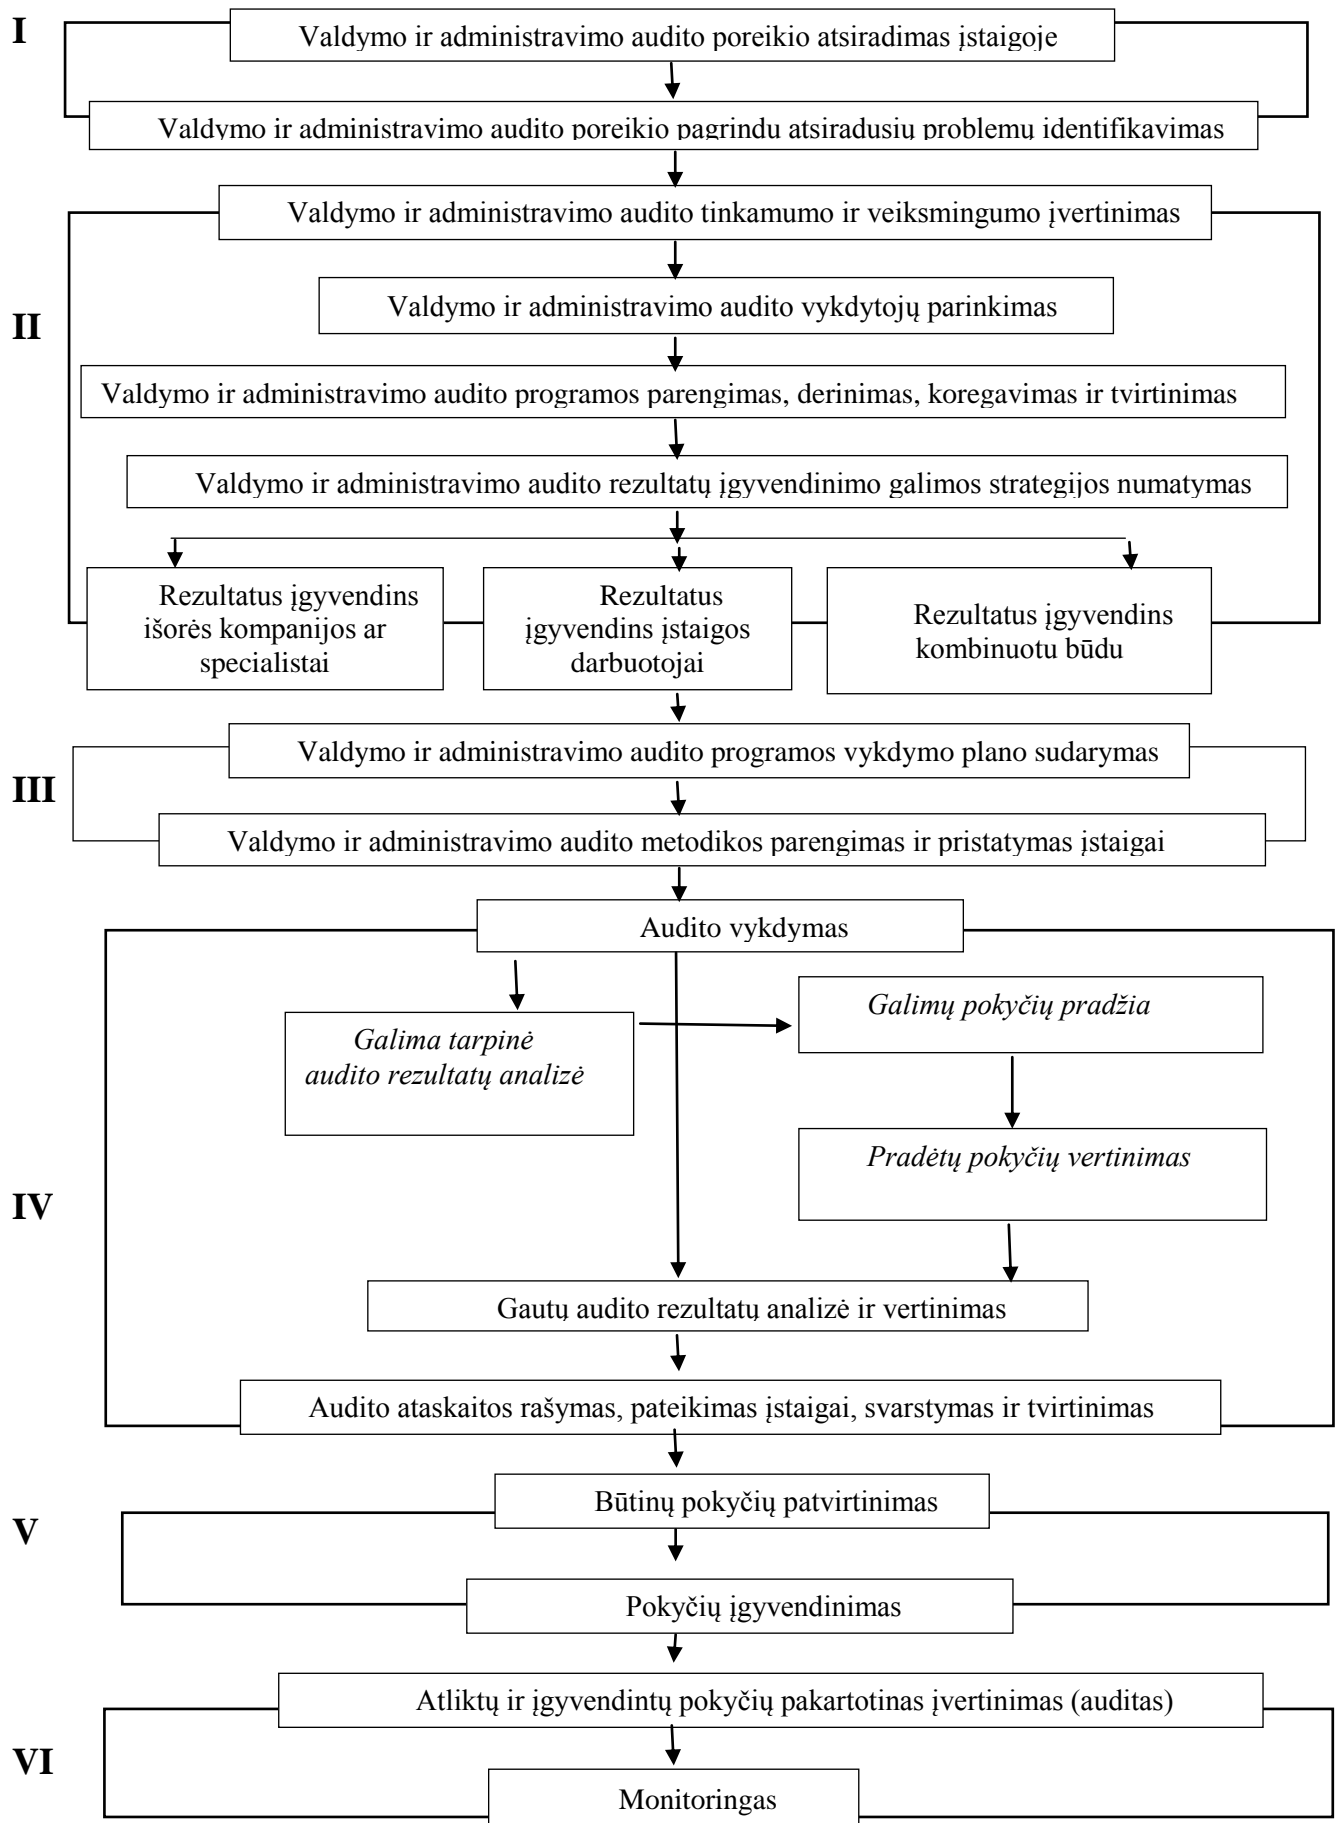 I
Valdymo ir administravimo audito poreikio atsiradimas įstaigoje
Valdymo ir administravimo audito poreikio pagrindu atsiradusių problemų identifikavimas
II
Valdymo ir administravimo audito tinkamumo ir veiksmingumo įvertinimas
Valdymo ir administravimo audito vykdytojų parinkimas
Valdymo ir administravimo audito programos parengimas, derinimas, koregavimas ir tvirtinimas
Valdymo ir administravimo audito rezultatų įgyvendinimo galimos strategijos numatymas
Rezultatus įgyvendins
išorės kompanijos ar
specialistai
Rezultatus
įgyvendins įstaigos
darbuotojai
Rezultatus įgyvendins
kombinuotu būdu
III
Valdymo ir administravimo audito programos vykdymo plano sudarymas
Valdymo ir administravimo audito metodikos parengimas ir pristatymas įstaigai
IV
Audito vykdymas
Galima tarpinė
audito rezultatų analizė
Galimų pokyčių pradžia
Pradėtų pokyčių vertinimas
Gautų audito rezultatų analizė ir vertinimas
Audito ataskaitos rašymas, pateikimas įstaigai, svarstymas ir tvirtinimas
V
Būtinų pokyčių patvirtinimas
Pokyčių įgyvendinimas
VI
Atliktų ir įgyvendintų pokyčių pakartotinas įvertinimas (auditas)
Monitoringas